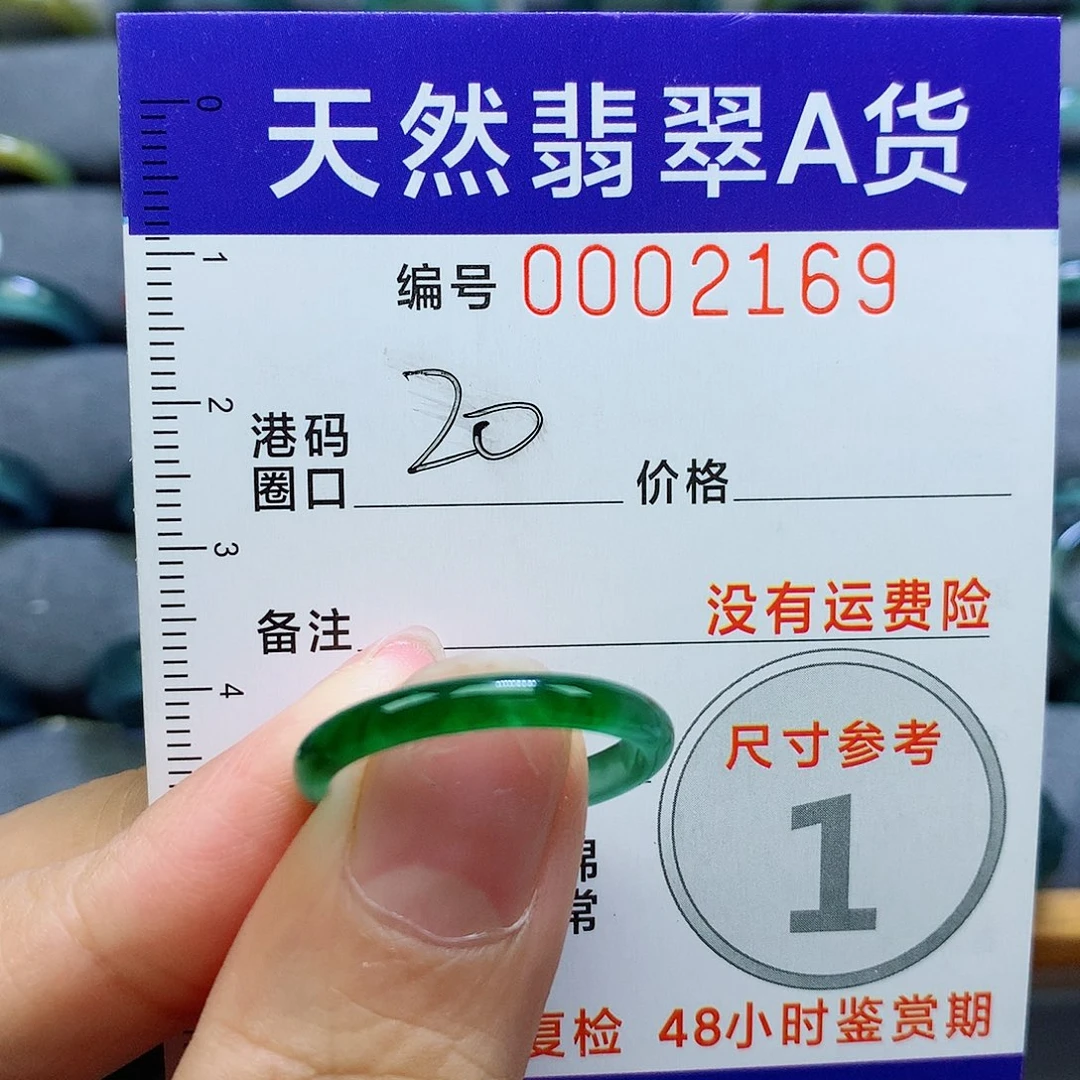 天然翡翠A货
编号 0002169
港码
圈口 20 价格
备注 没有运费险
尺寸参考
1
常
复检 48小时鉴赏期
0
1
2
3
4